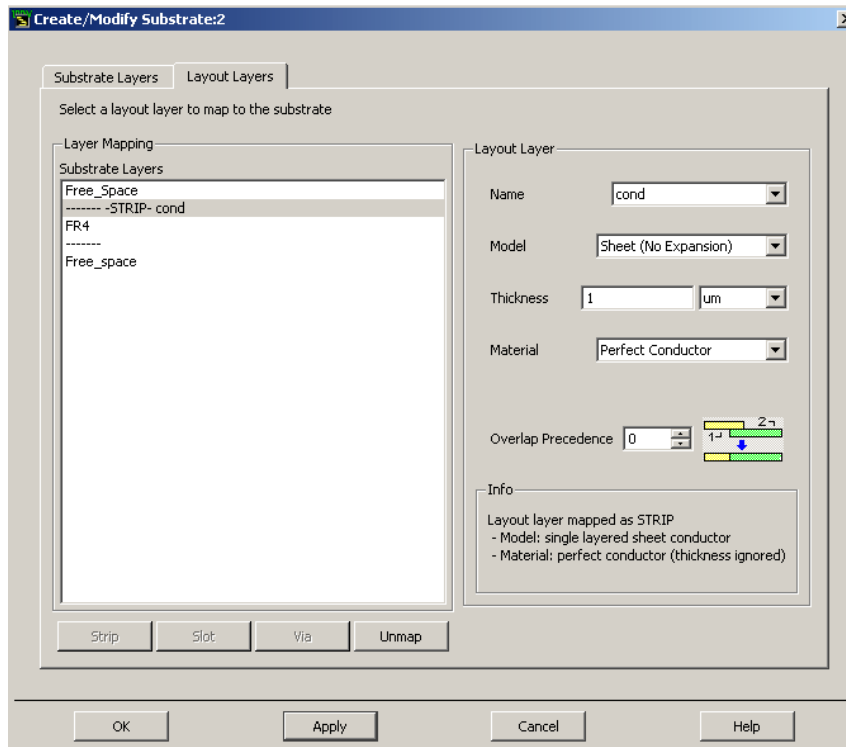 Create/Modify Substrate:2
Substrate Layers
Layout Layers
Select a layout layer to map to the substrate
Layer Mapping
Substrate Layers
Free_Space
------- -STRIP- cond
FR4
-------
Free_space
Strip
Slot
Via
Unmap
Layout Layer
Name
cond
Model
Sheet (No Expansion)
Thickness
1
um
Material
Perfect Conductor
Overlap Precedence
0
2
1
Info
Layout layer mapped as STRIP
- Model: single layered sheet conductor
- Material: perfect conductor (thickness ignored)
OK
Apply
Cancel
Help